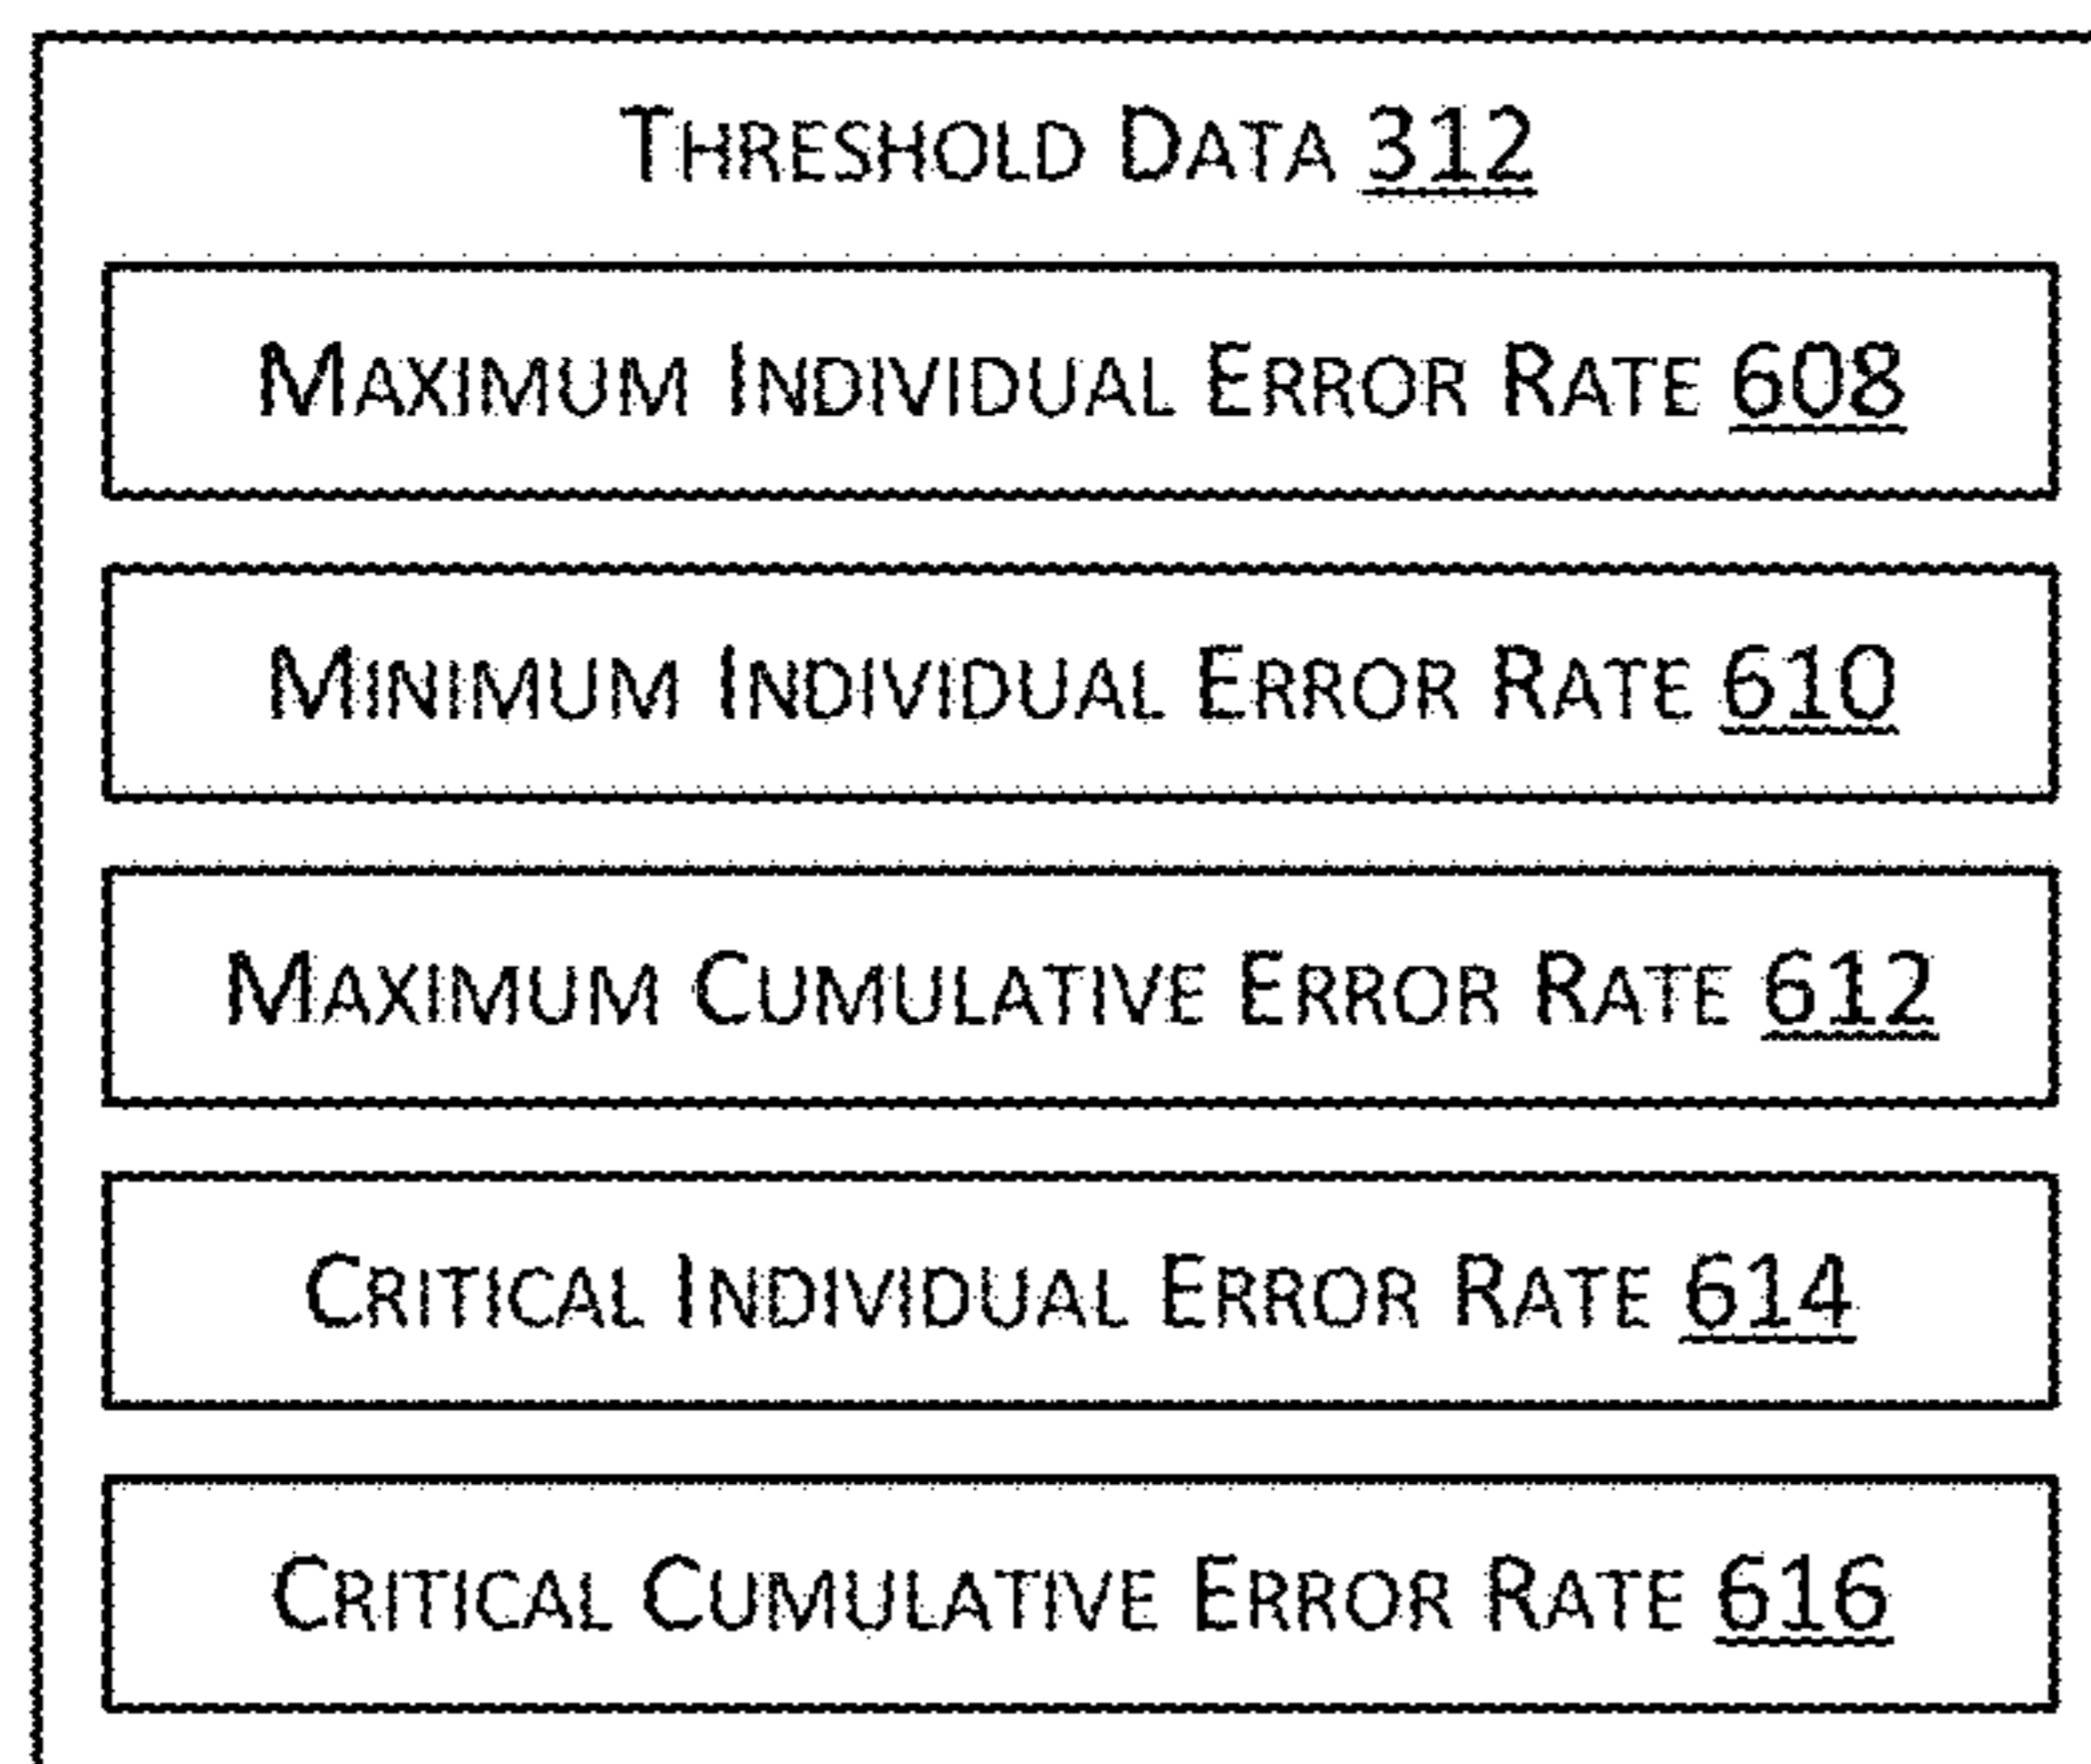 THRESHOLD DATA 312
MAXIMUM INDIVIDUAL ERROR RATE 608
MINIMUM INDIVIDUAL ERROR RATE 610
MAXIMUM CUMULATIVE ERROR RATE 612
CRITICAL INDIVIDUAL ERROR RATE 614
CRITICAL CUMULATIVE ERROR RATE 616